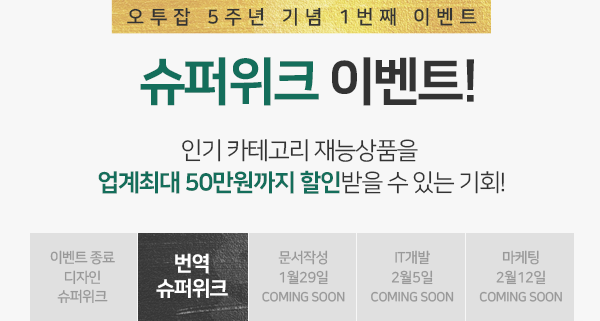 오투잡 5주년 기념 1번째 이벤트
슈퍼위크 이벤트!
인기 카테고리 재능상품을
업계최대 50만원까지 할인받을 수 있는 기회!
이벤트 종료
디자인
슈퍼위크
번역
슈퍼위크
문서작성
1월29일
COMING SOON
IT개발
2월5일
COMING SOON
마케팅
2월12일
COMING SOON